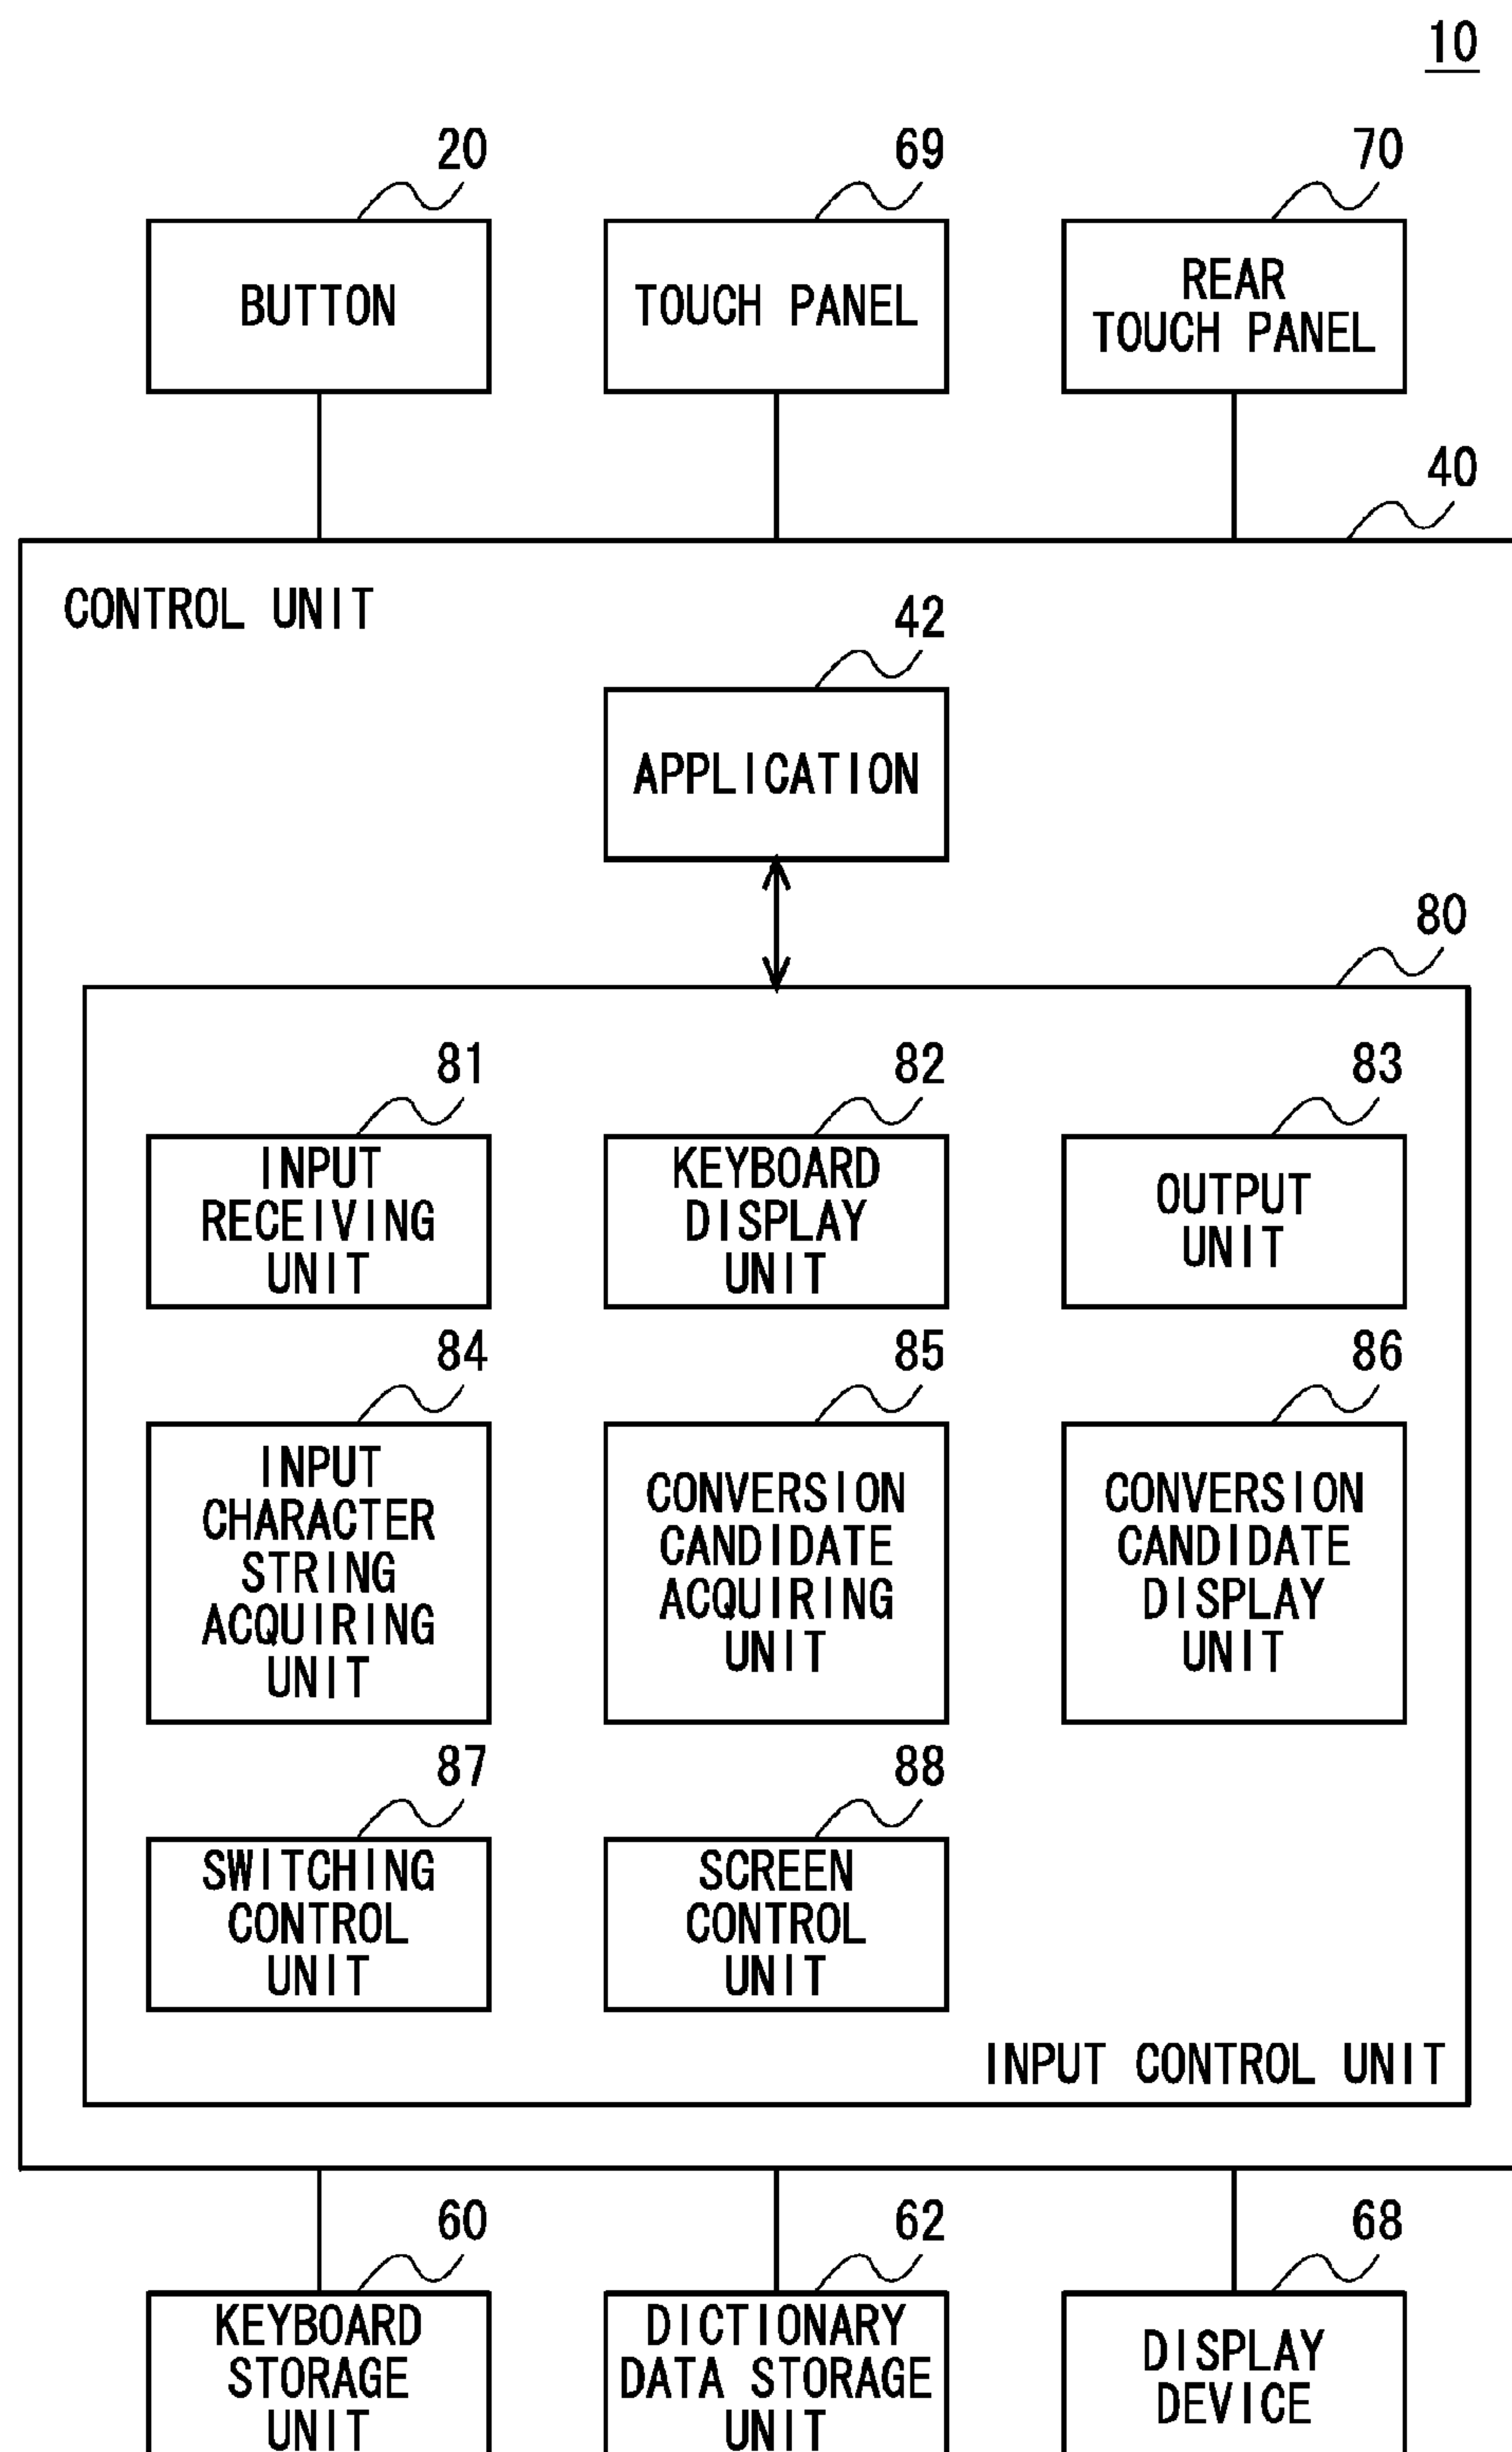 10
20
69
70
BUTTON
TOUCH PANEL
REAR
TOUCH PANEL
40
CONTROL UNIT
42
APPLICATION
80
81
82
83
INPUT
RECEIVING
UNIT
KEYBOARD
DISPLAY
UNIT
OUTPUT
UNIT
84
85
86
INPUT
CHARACTER
STRING
ACQUIRING
UNIT
CONVERSION
CANDIDATE
ACQUIRING
UNIT
CONVERSION
CANDIDATE
DISPLAY
UNIT
87
88
SWITCHING
CONTROL
UNIT
SCREEN
CONTROL
UNIT
INPUT CONTROL UNIT
60
62
68
KEYBOARD
STORAGE
UNIT
DICTIONARY
DATA STORAGE
UNIT
DISPLAY
DEVICE